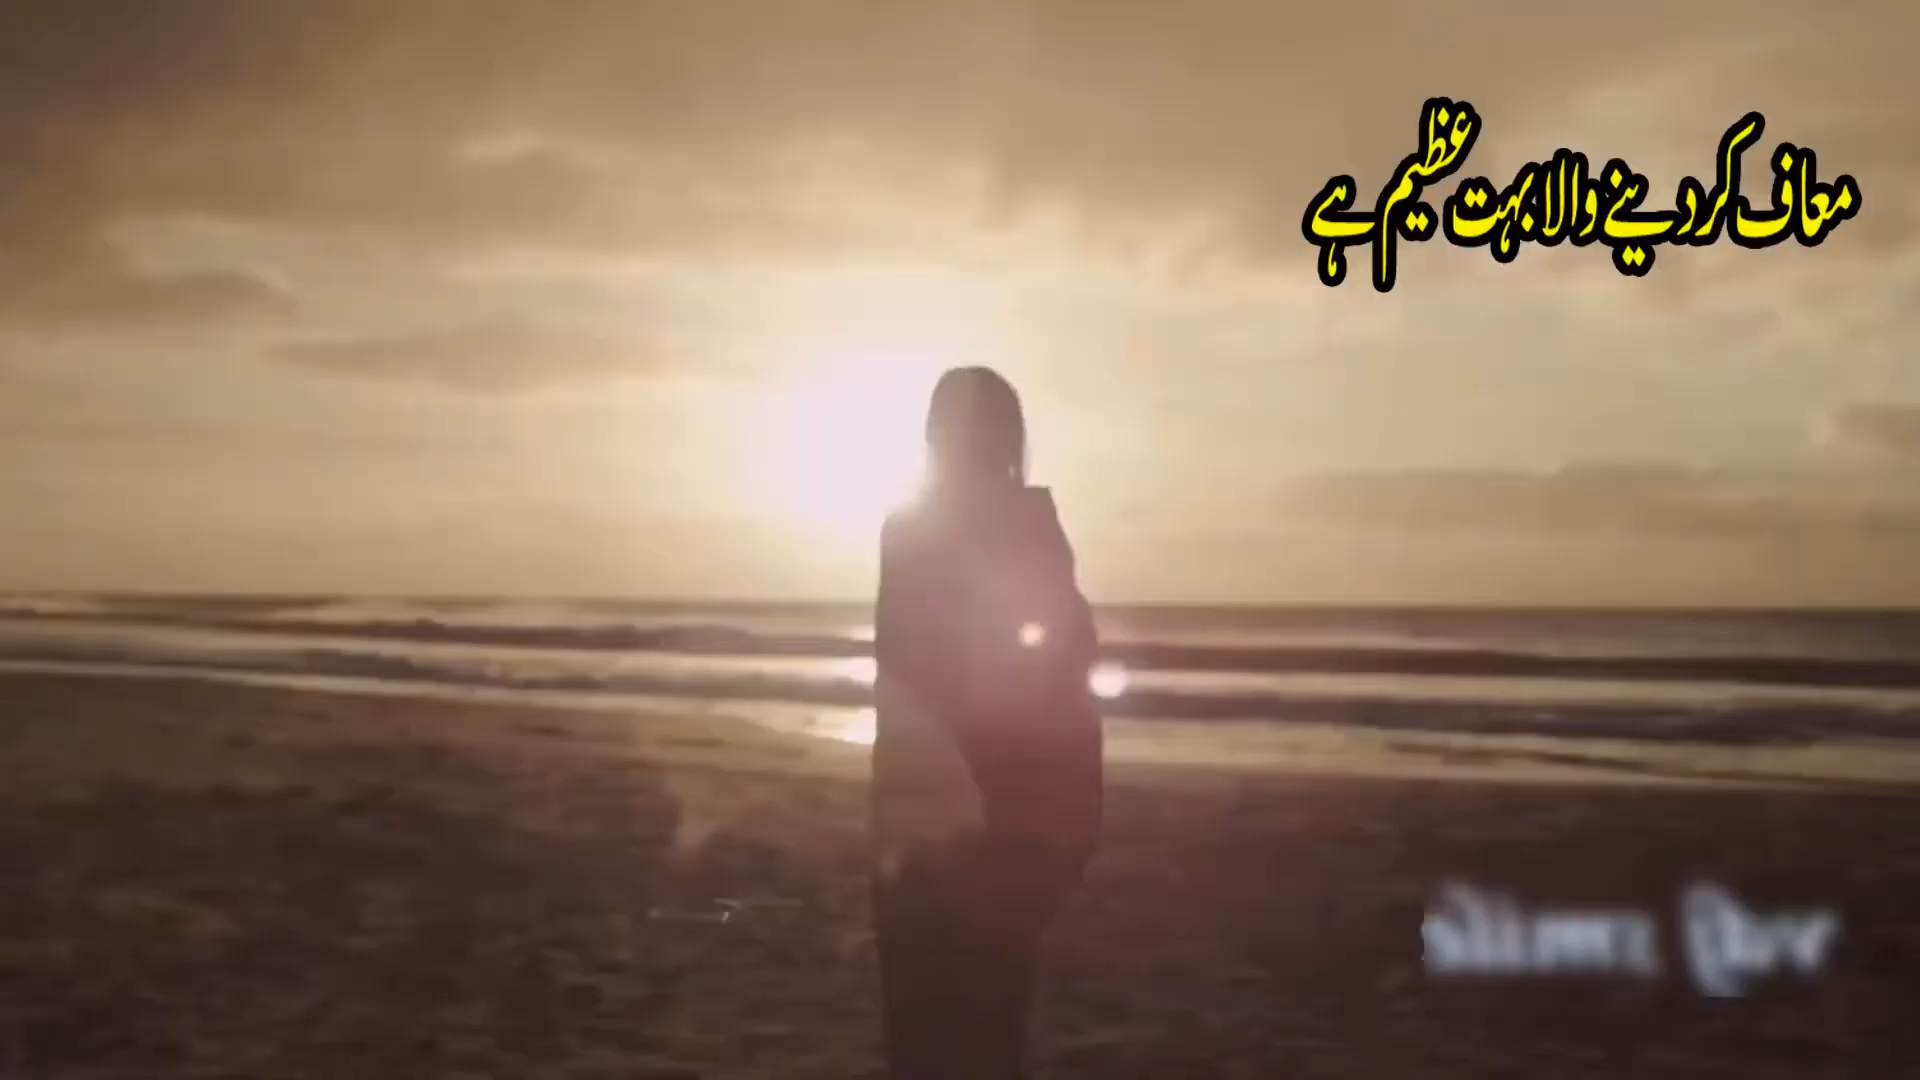 معاف کر دینے والا بہت عظیم ہے